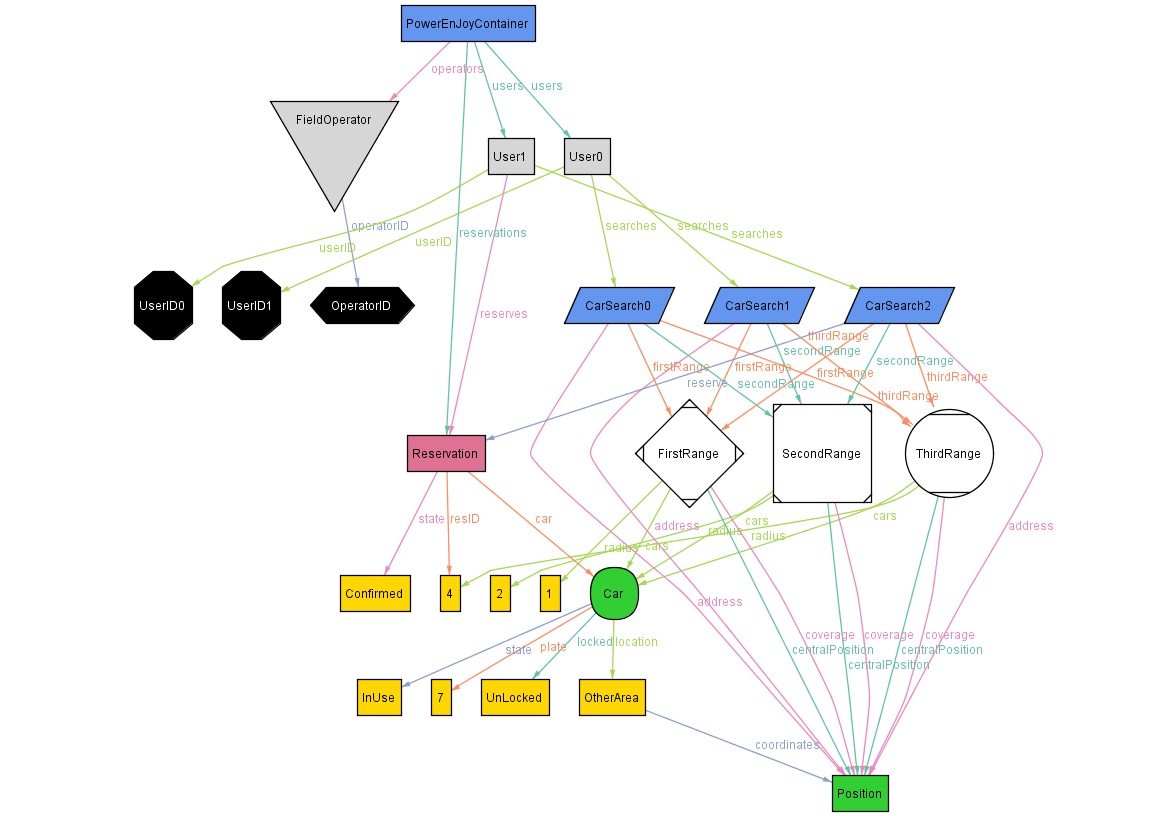 PowerEnJoyContainer
operators
users users
FieldOperator
User1 User0
operatorID
searches searches
reservations searches
userID userID
UserID0 UserID1 OperatorID CarSearch0 CarSearch1 CarSearch2
reserves
thirdRange
secondRange
secondRange
firstRange firstRange firstRange
thirdRange
reserve secondRange
thirdRange
Reservation FirstRange SecondRange ThirdRange
state resID car cars cars
address address
radius radius
radius cars
Confirmed 4 2 1 Car
address
coverage coverage coverage
locked location
state plate centralPosition centralPosition
centralPosition
InUse 7 UnLocked OtherArea
coordinates
Position